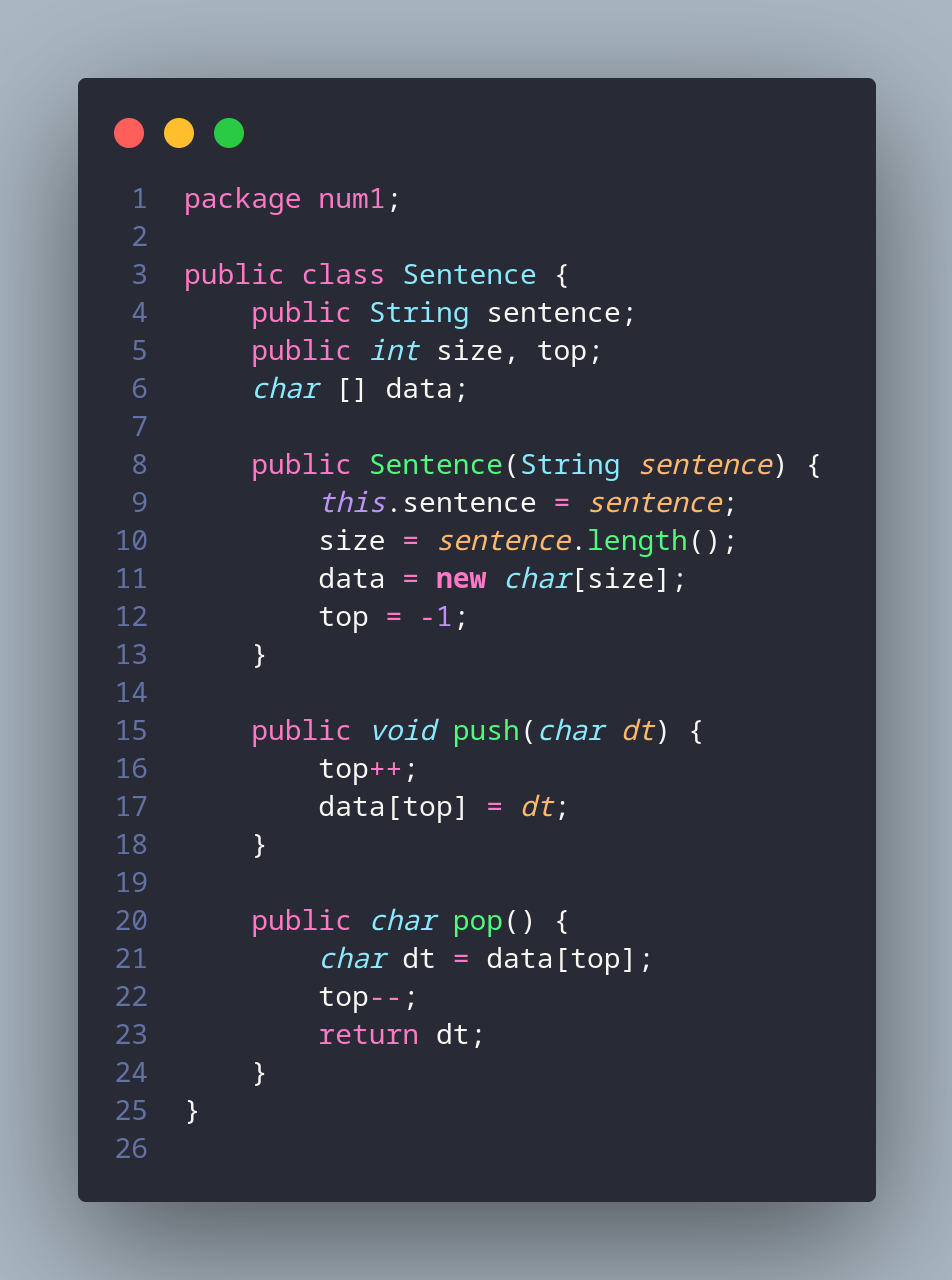 1 package num1;
2
3 public class Sentence {
4     public String sentence;
5     public int size, top;
6     char [] data;
7
8     public Sentence(String sentence) {
9         this.sentence = sentence;
10         size = sentence.length();
11         data = new char[size];
12         top = -1;
13     }
14
15     public void push(char dt) {
16         top++;
17         data[top] = dt;
18     }
19
20     public char pop() {
21         char dt = data[top];
22         top--;
23         return dt;
24     }
25 }
26